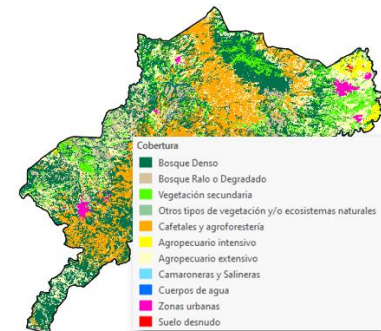 Cobertura
Bosque Denso
Bosque Ralo o Degradado
Vegetación secundaria
Otros tipos de vegetación y/o ecosistemas naturales
Cafetales y agroforestería
Agropecuario intensivo
Agropecuario extensivo
Camaroneras y Salineras
Cuerpos de agua
Zonas urbanas
Suelo desnudo